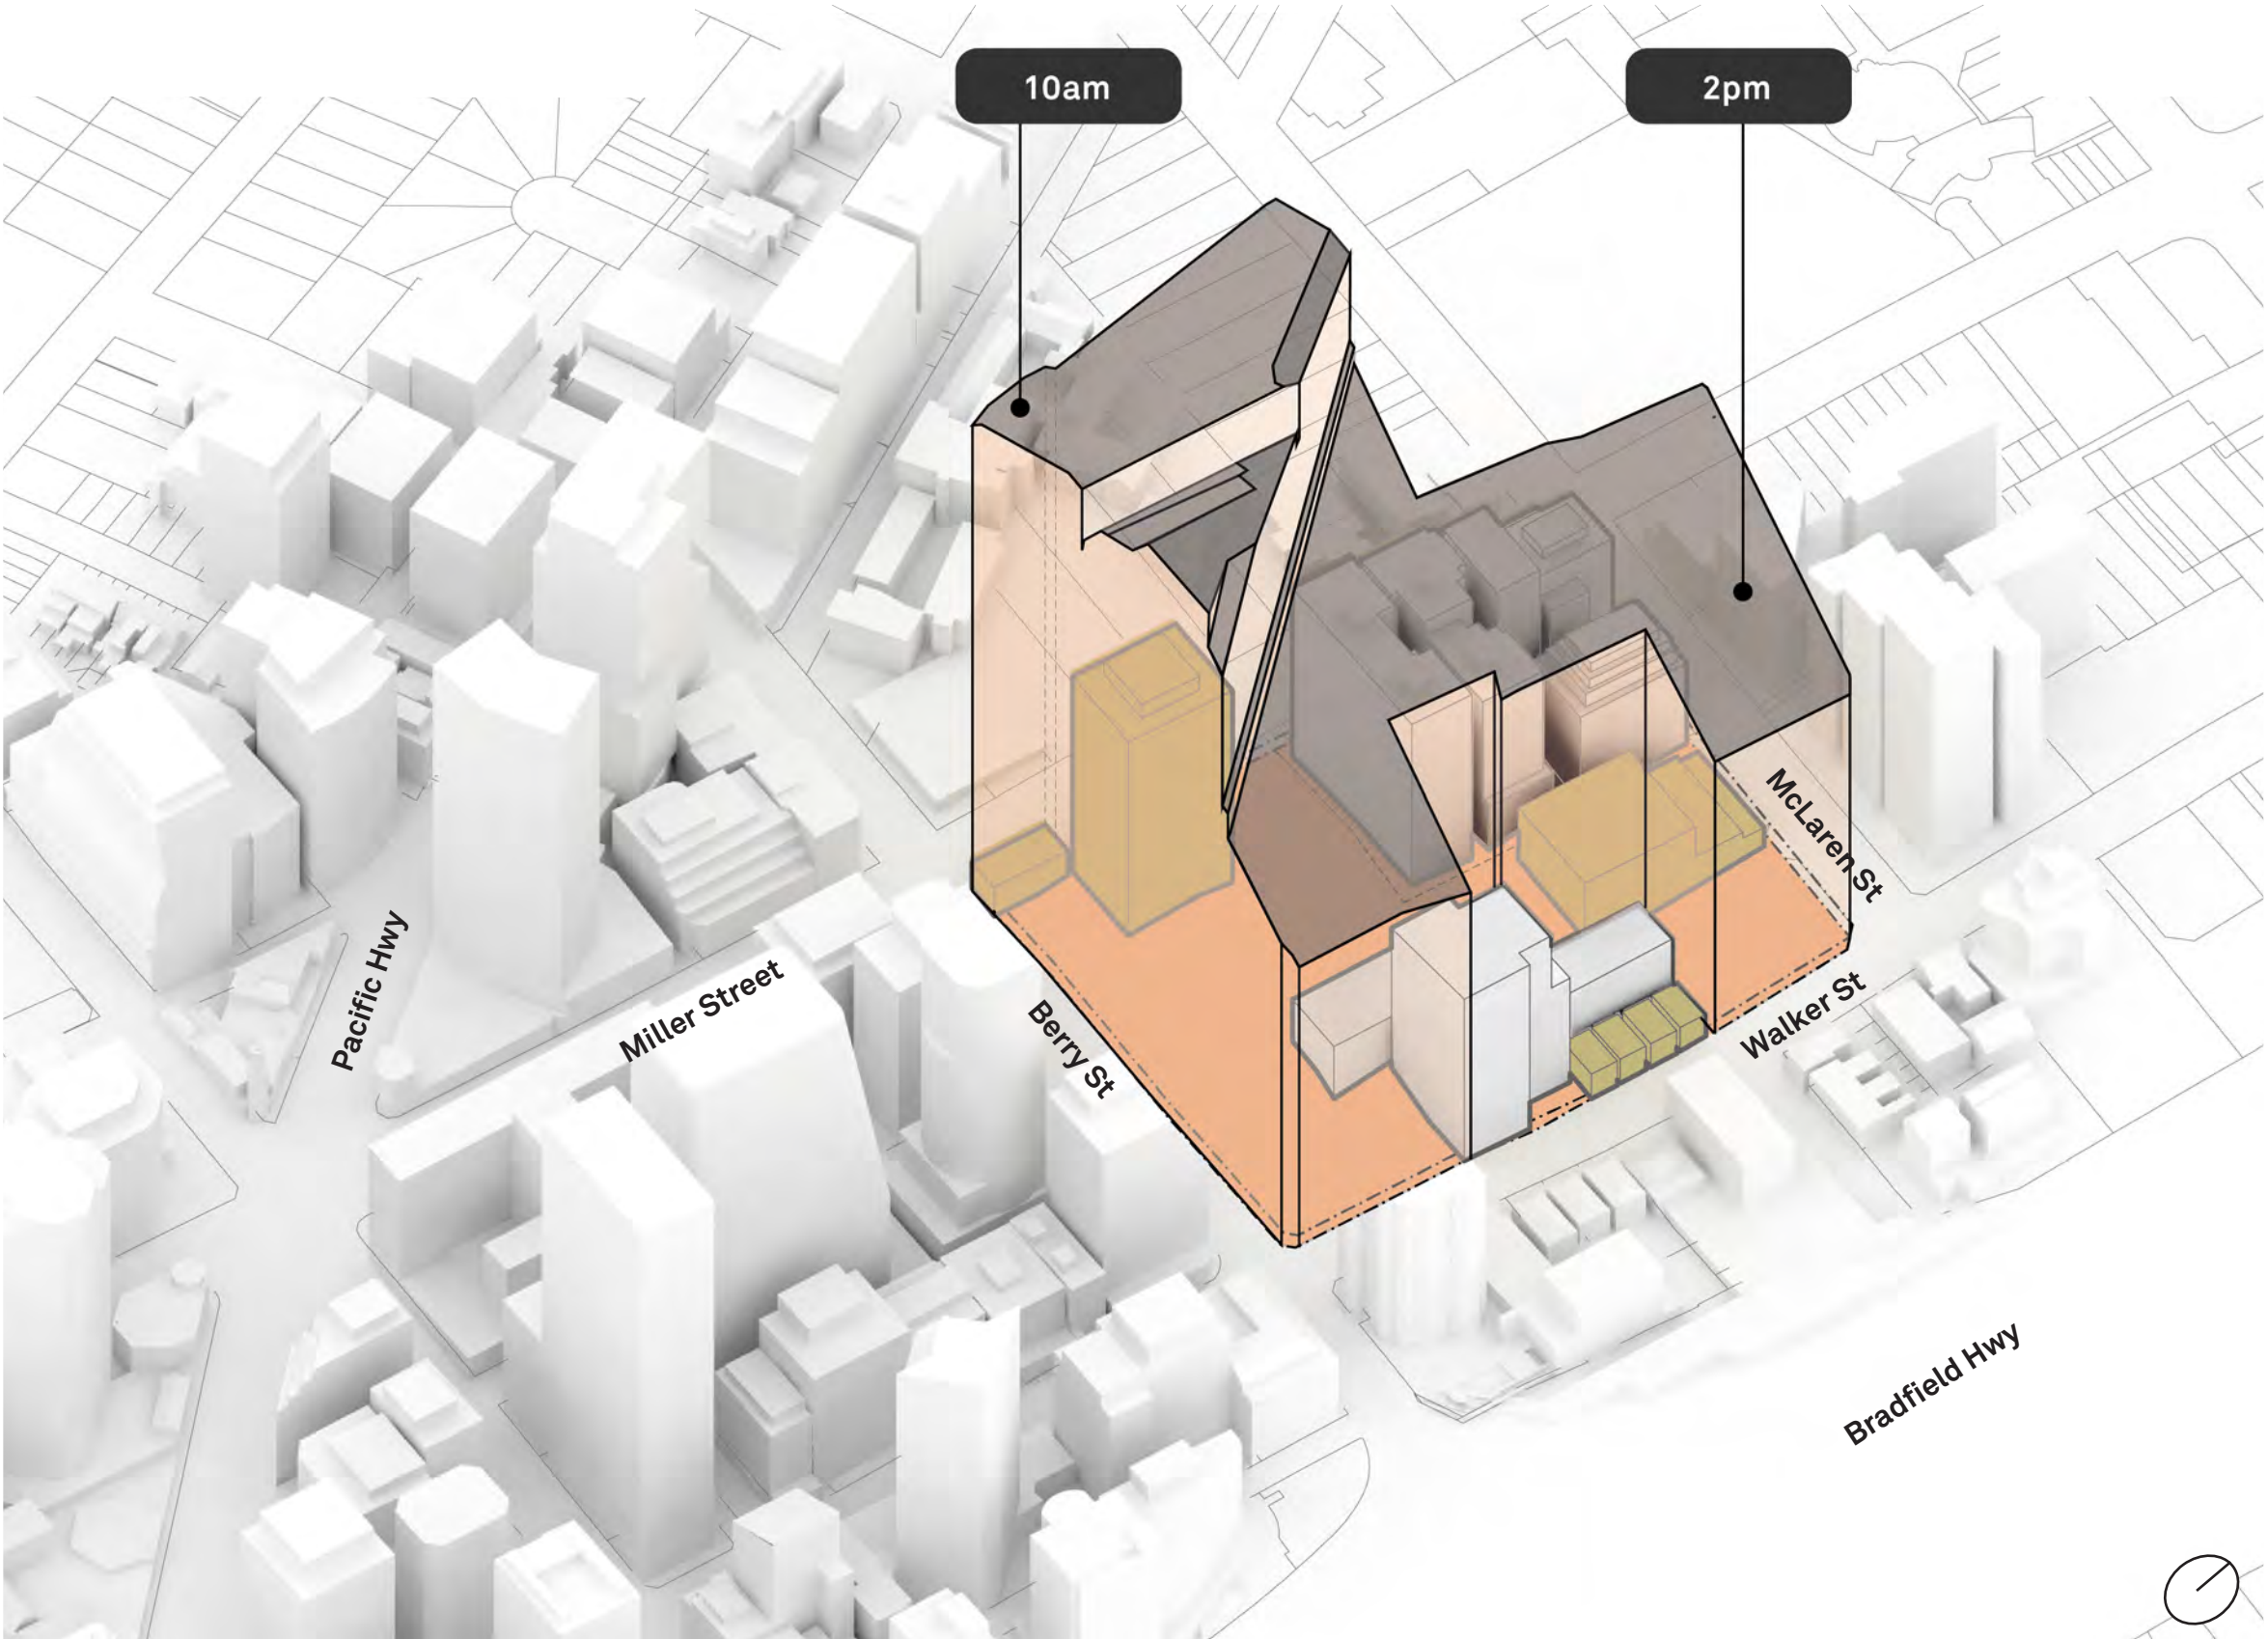 10am
2pm
McLaren St
Pacific Hwy
Miller Street
Berry St
Walker St
Bradfield Hwy